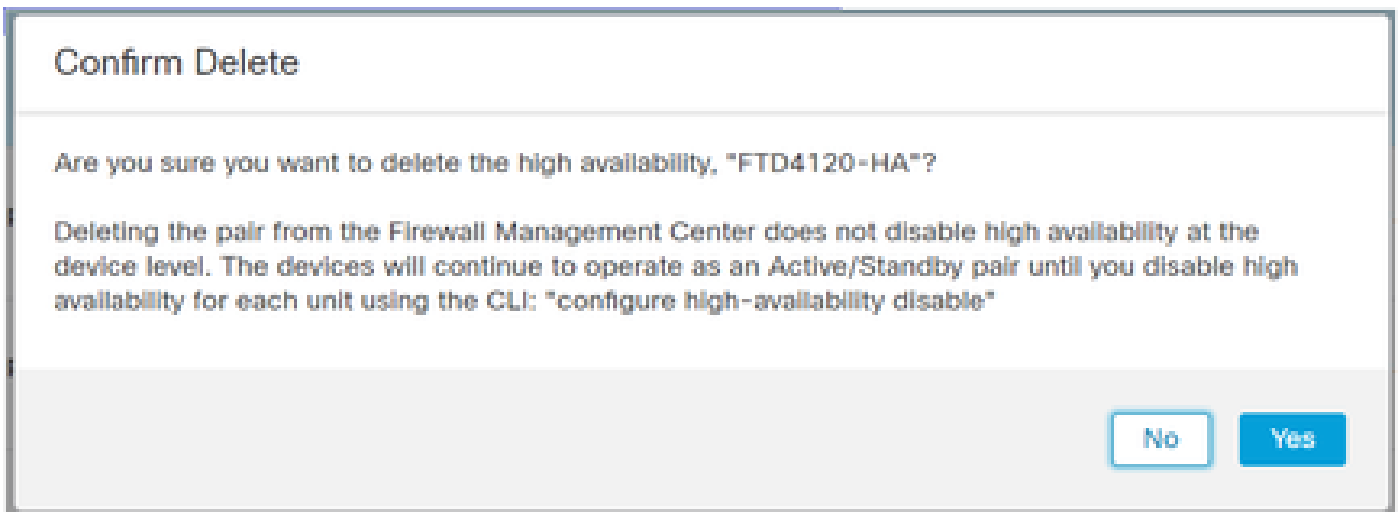 Confirm Delete
Are you sure you want to delete the high availability, "FTD4120-HA"?
Deleting the pair from the Firewall Management Center does not disable high availability at the
device level. The devices will continue to operate as an Active/Standby pair until you disable high
availability for each unit using the CLI: "configure high-availability disable"
No Yes